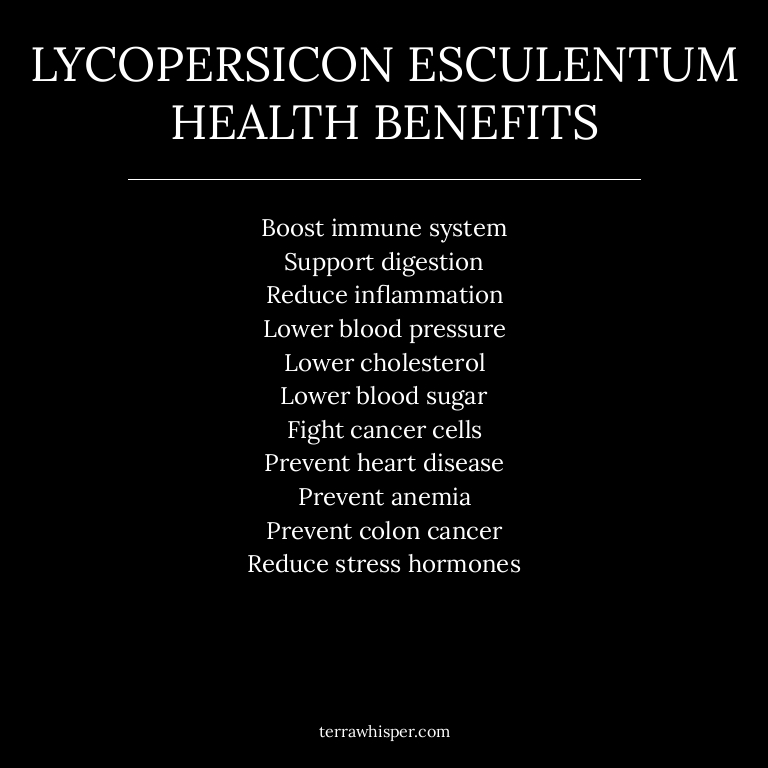 LYCOPERSICON ESCULENTUM
HEALTH BENEFITS
Boost immune system
Support digestion
Reduce inflammation
Lower blood pressure
Lower cholesterol
Lower blood sugar
Fight cancer cells
Prevent heart disease
Prevent anemia
Prevent colon cancer
Reduce stress hormones
terrawhisper.com